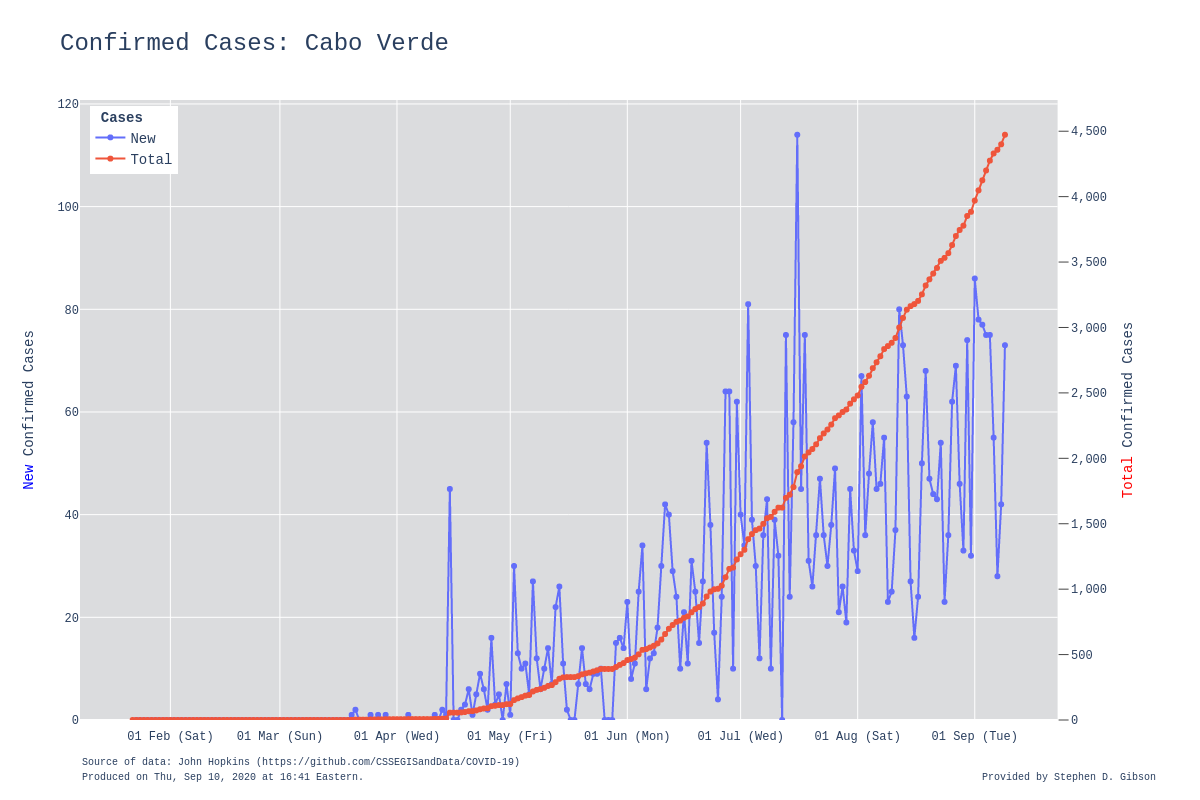 Confirmed Cases: Cabo Verde
Cases
New
Total
120
100
80
60
40
20
0
New Confirmed Cases
4,500
4,000
3,500
3,000
2,500
2,000
1,500
1,000
500
0
Total Confirmed Cases
01 Feb (Sat) 01 Mar (Sun) 01 Apr (Wed) 01 May (Fri) 01 Jun (Mon) 01 Jul (Wed) 01 Aug (Sat) 01 Sep (Tue)
Source of data: John Hopkins (https://github.com/CSSEGISandData/COVID-19)
Produced on Thu, Sep 10, 2020 at 16:41 Eastern.
Provided by Stephen D. Gibson